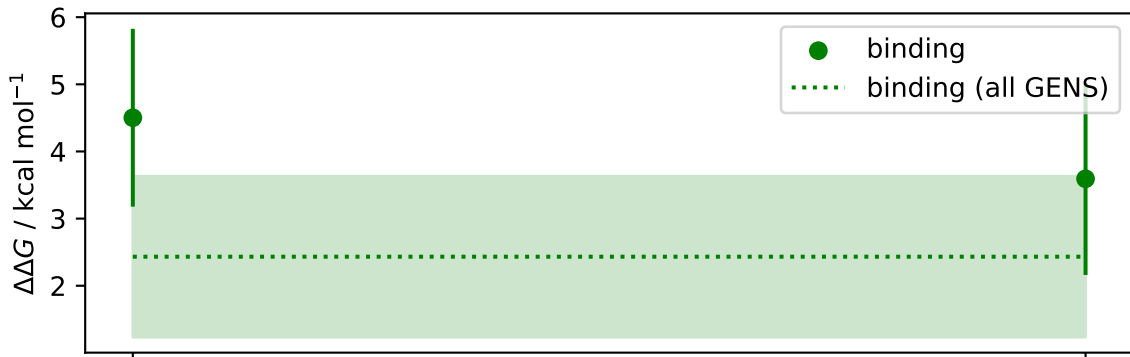 6
5
4
3
2
ΔΔG / kcal mol⁻¹
binding
binding (all GENS)